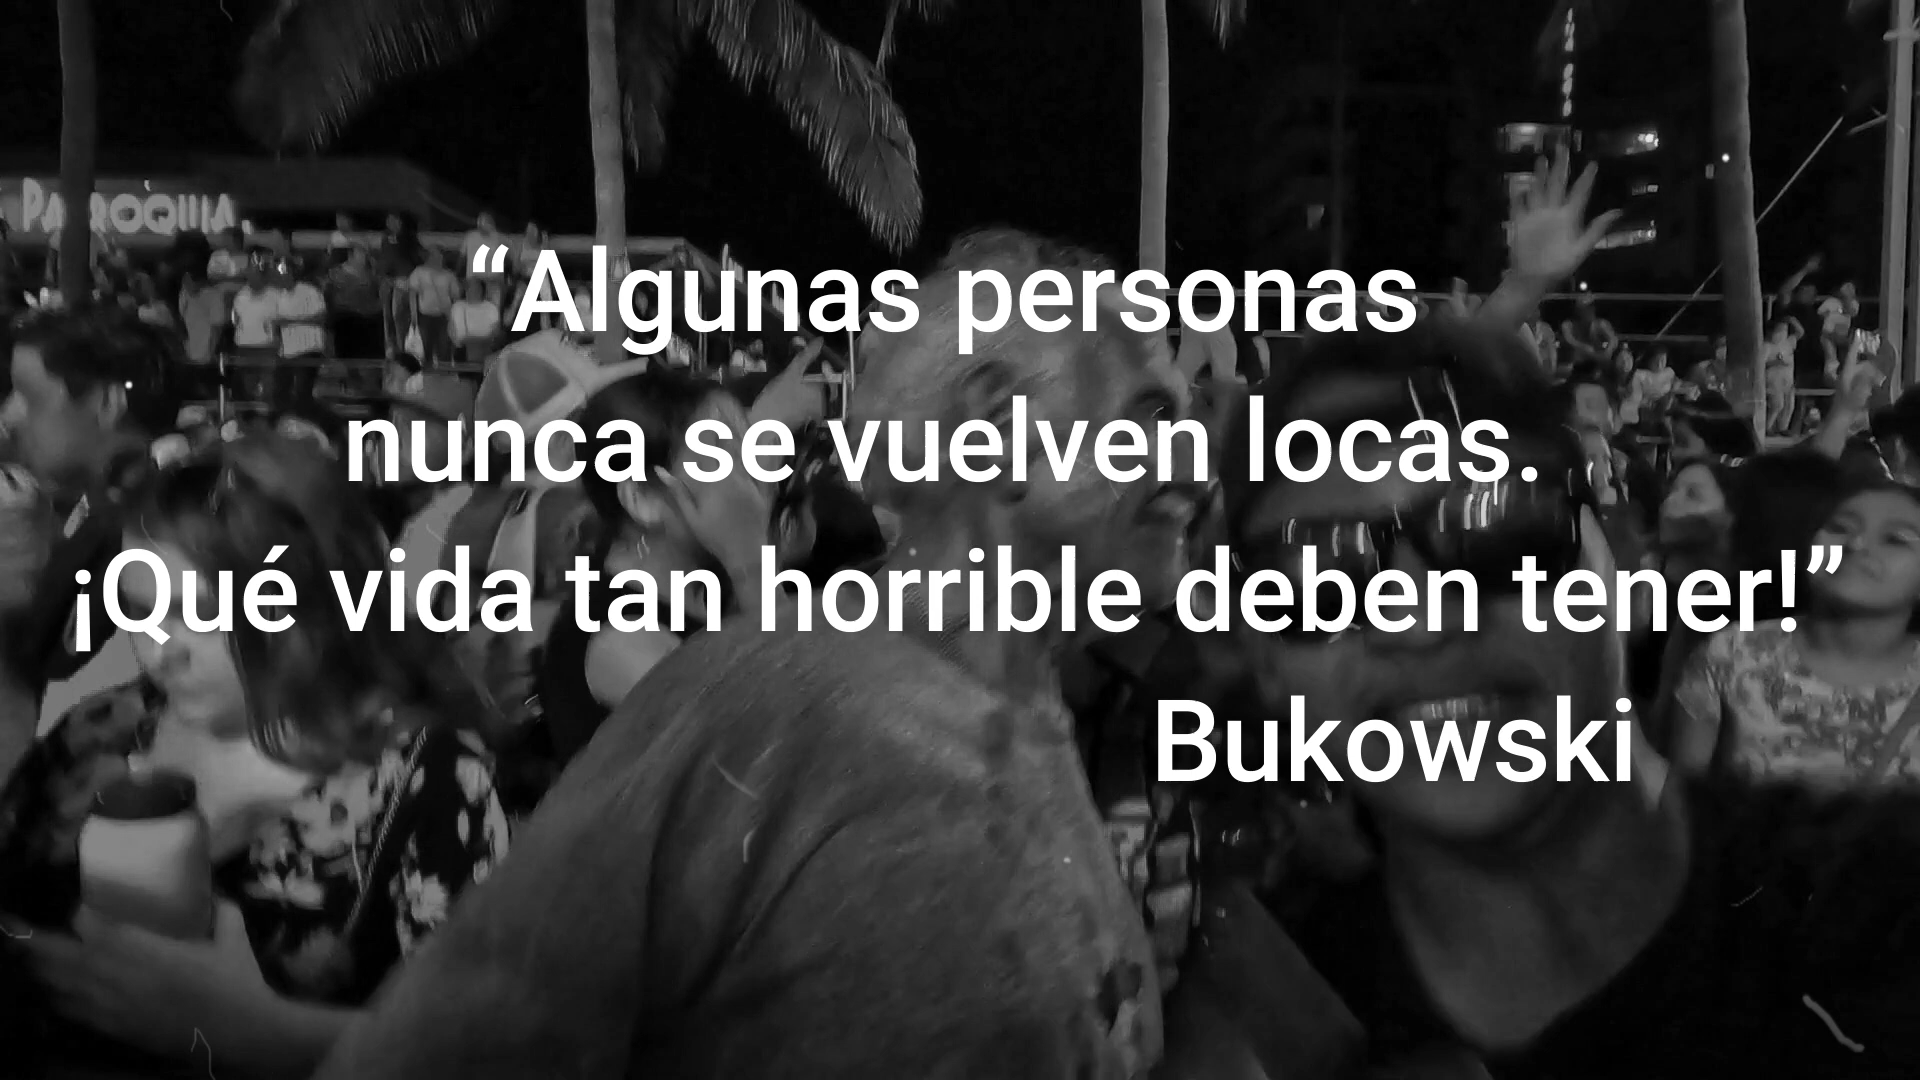 PARROQUIA.
“Algunas personas
nunca se vuelven locas.
¡Qué vida tan horrible deben tener!”
Bukowski